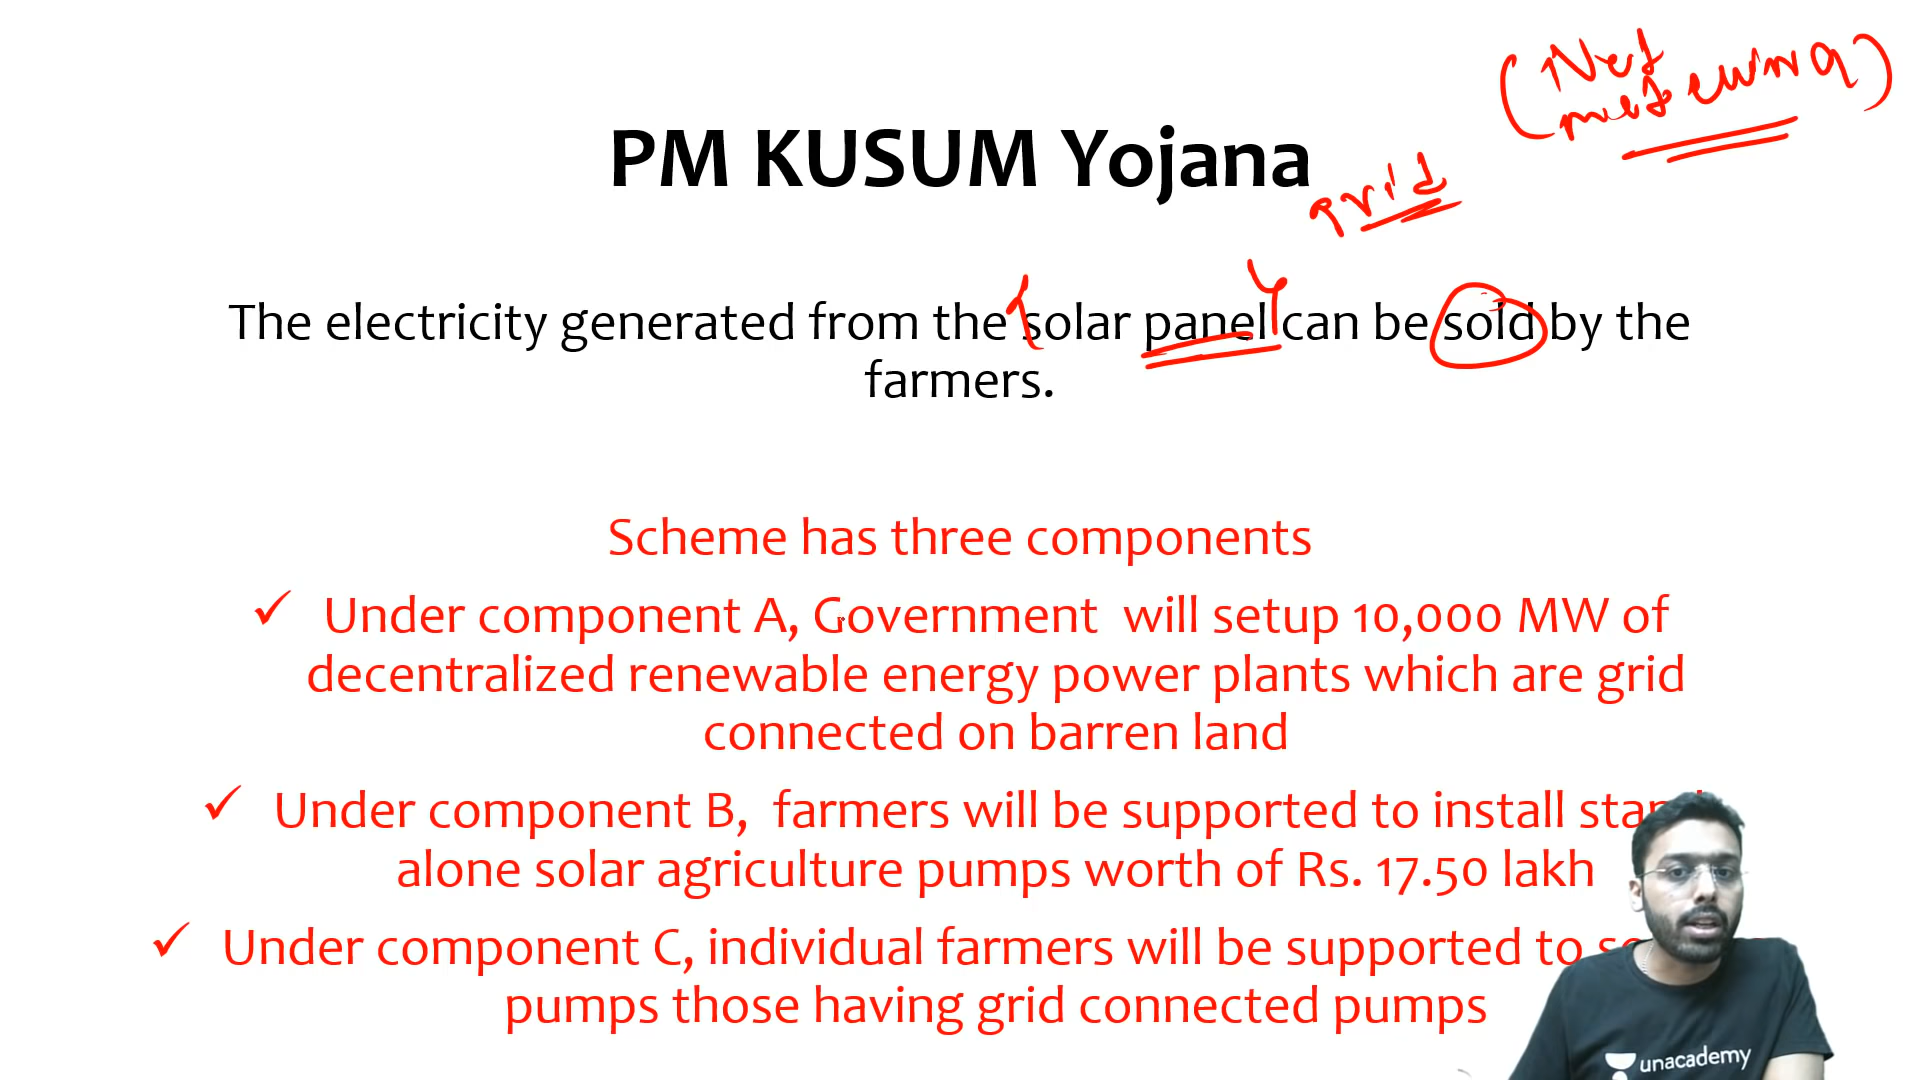 (Net
metering)
PM KUSUM Yojana
grid
The electricity generated from the {solar panel} can be sold by the
farmers.
Scheme has three components
✓ Under component A, Government will setup 10,000 MW of
decentralized renewable energy power plants which are grid
connected on barren land
✓ Under component B, farmers will be supported to install
alone solar agriculture pumps worth of Rs. 17.50 lakh
✓ Under component C, individual farmers will be supported to
pumps those having grid connected pumps
unacademy